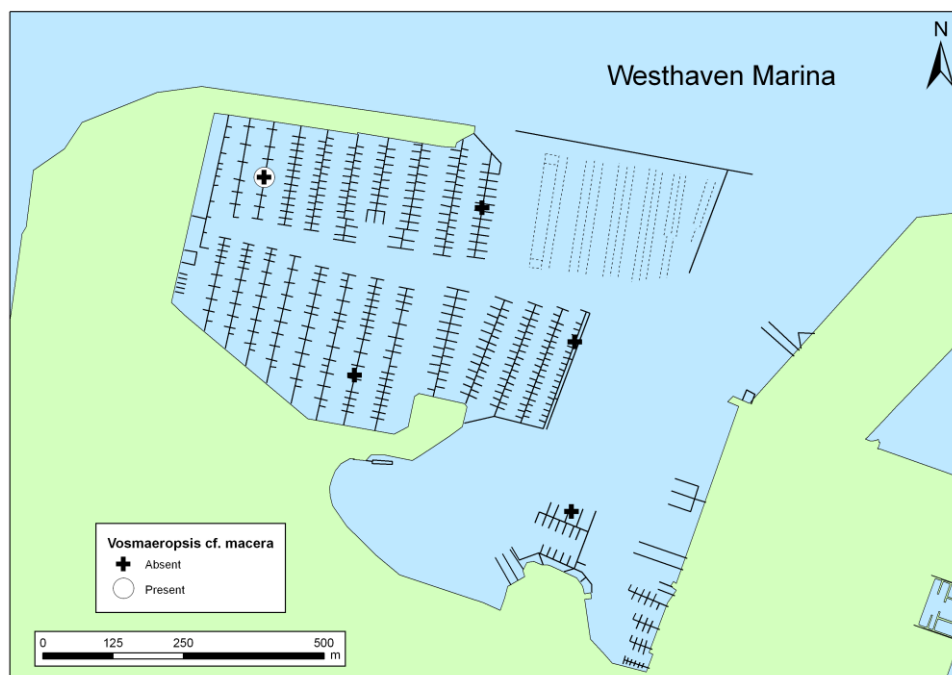 Westhaven Marina
N
Vosmaeropsis cf. macera
Absent
Present
0 125 250 500
m